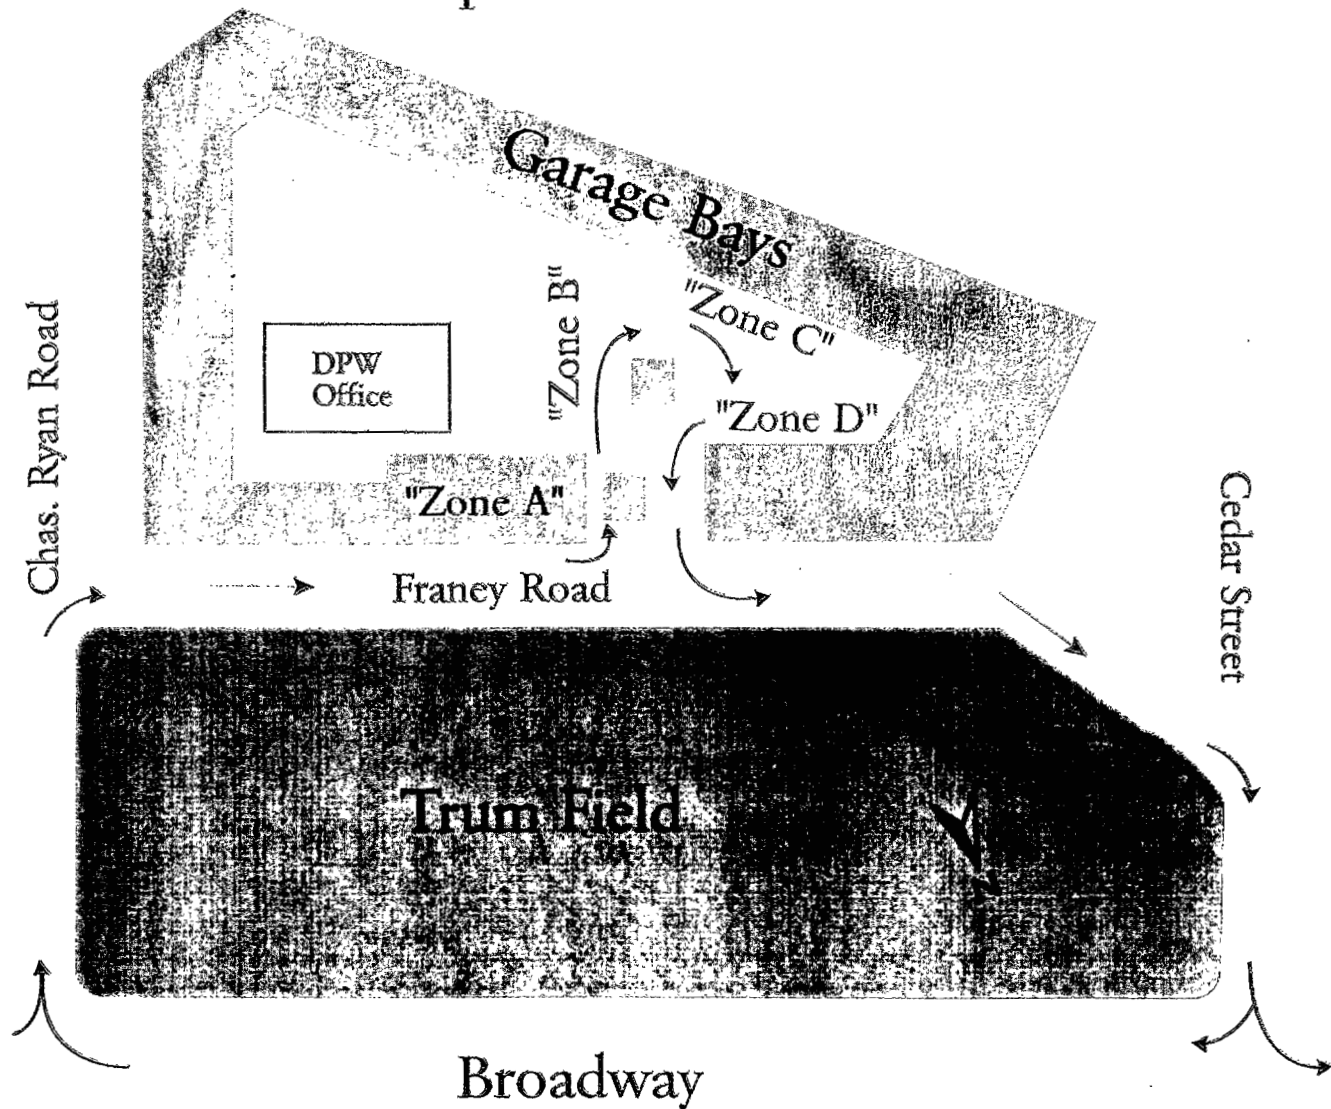 Garage Bays
"Zone B"
"Zone C"
DPW
Office
"Zone D"
Chas. Ryan Road
"Zone A"
Cedar Street
Franey Road
Trum Field
N
Broadway